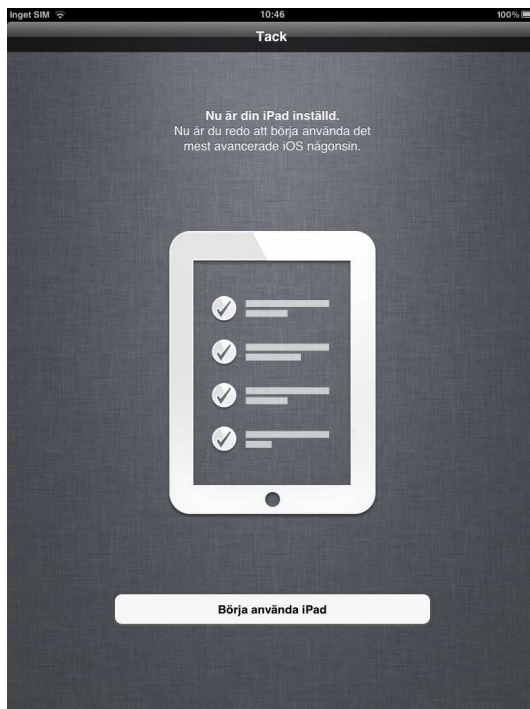 Inget SIM 10:46 100%
Tack
Nu är din iPad inställd.
Nu är du redo att börja använda det
mest avancerade iOS någonsin.
Börja använda iPad